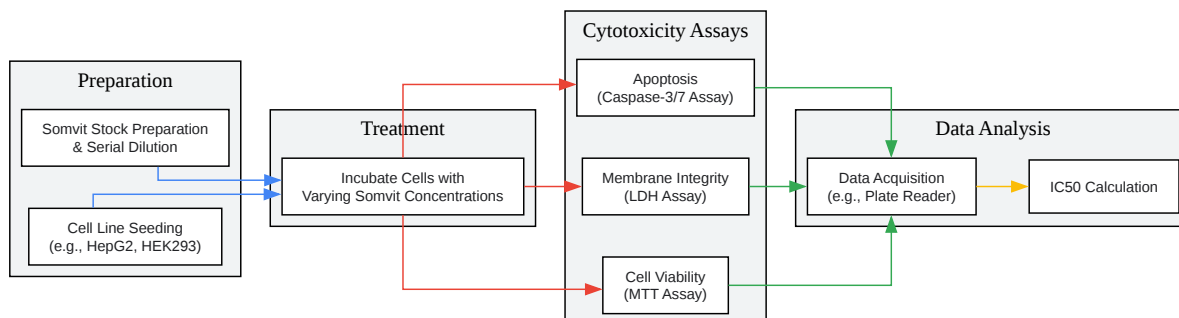 Preparation
Somvit Stock Preparation
& Serial Dilution
Cell Line Seeding
(e.g., HepG2, HEK293)
Treatment
Incubate Cells with
Varying Somvit Concentrations
Cytotoxicity Assays
Apoptosis
(Caspase-3/7 Assay)
Membrane Integrity
(LDH Assay)
Cell Viability
(MTT Assay)
Data Analysis
Data Acquisition
(e.g., Plate Reader)
IC50 Calculation